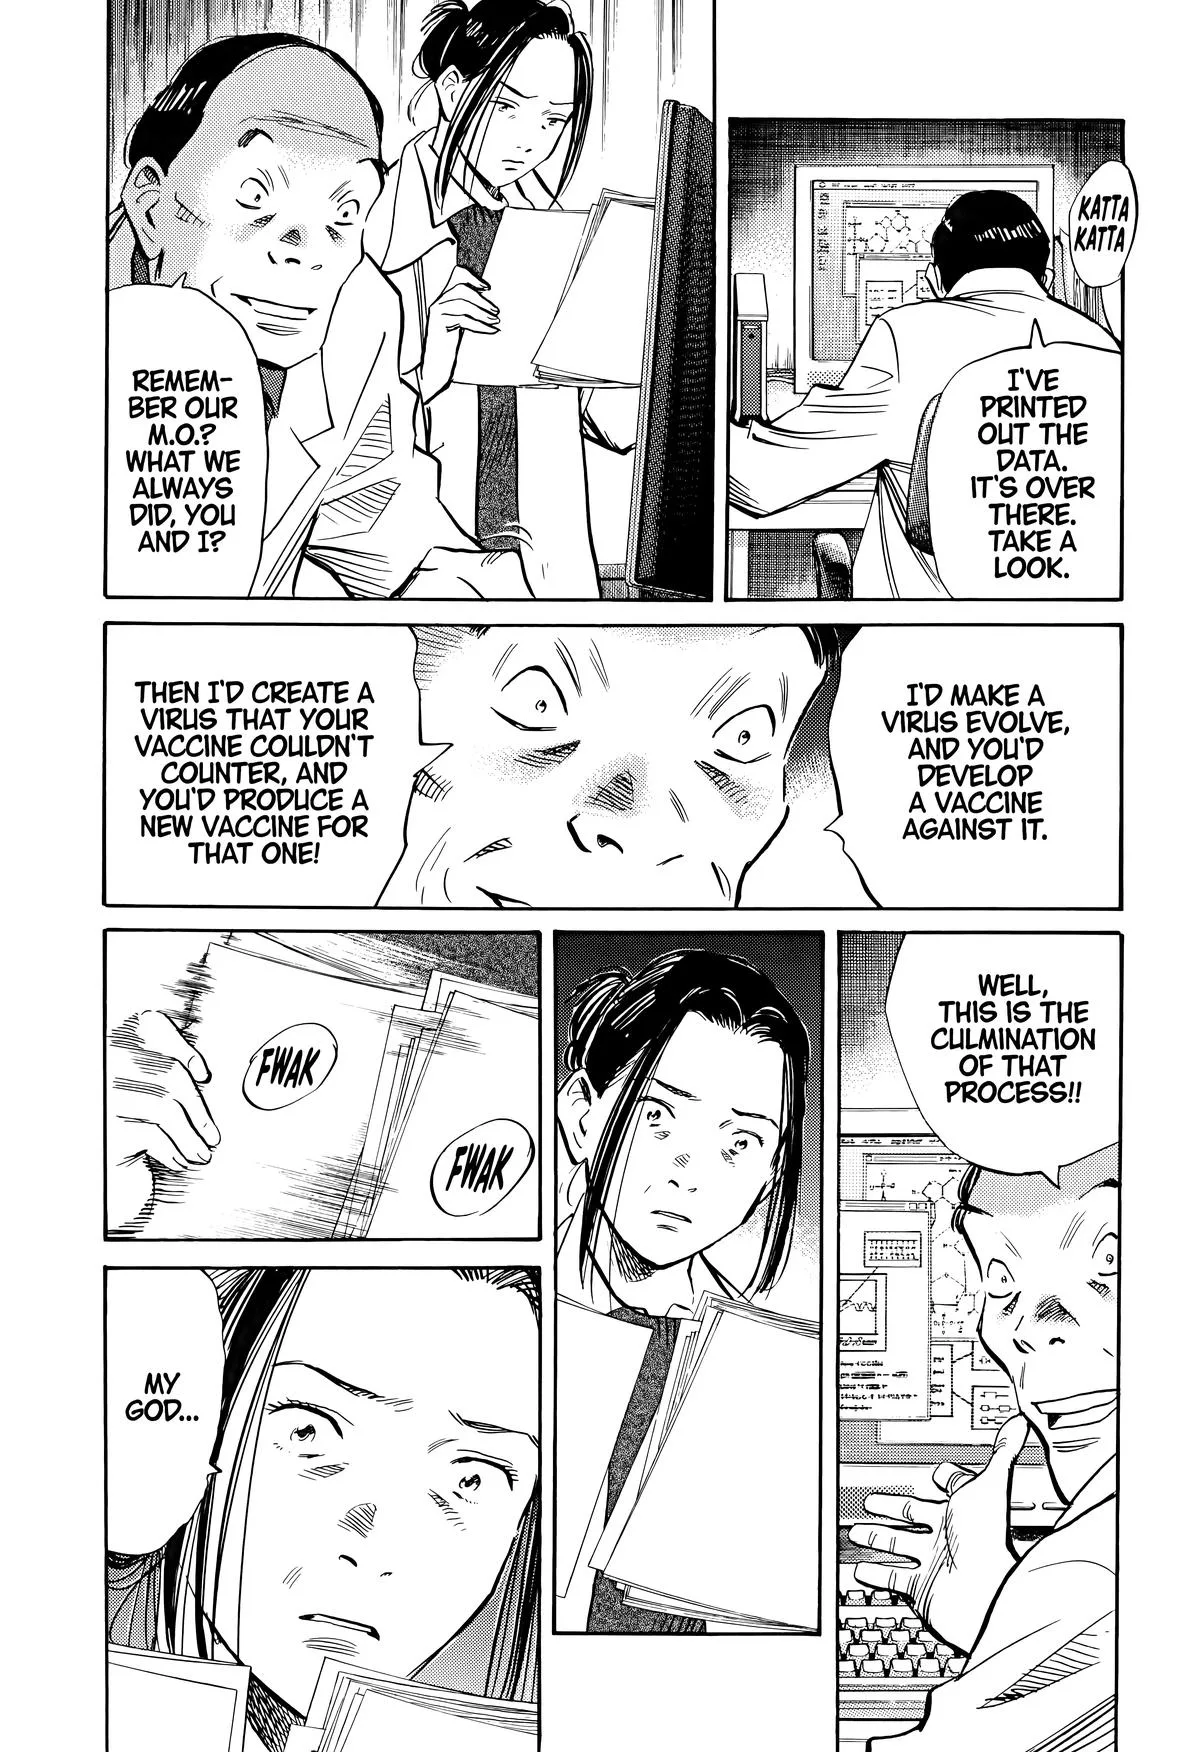 KATTA
KATTA
I'VE
PRINTED
OUT THE
DATA.
IT'S OVER
THERE.
TAKE A
LOOK.
REMEM-
BER OUR
M.O.?
WHAT WE
ALWAYS
DID, YOU
AND I?
I'D MAKE A
VIRUS EVOLVE,
AND YOU'D
DEVELOP
A VACCINE
AGAINST IT.
THEN I'D CREATE A
VIRUS THAT YOUR
VACCINE COULDN'T
COUNTER, AND
YOU'D PRODUCE A
NEW VACCINE FOR
THAT ONE!
WELL,
THIS IS THE
CULMINATION
OF THAT
PROCESS!!
FWAK
FWAK
MY
GOD...